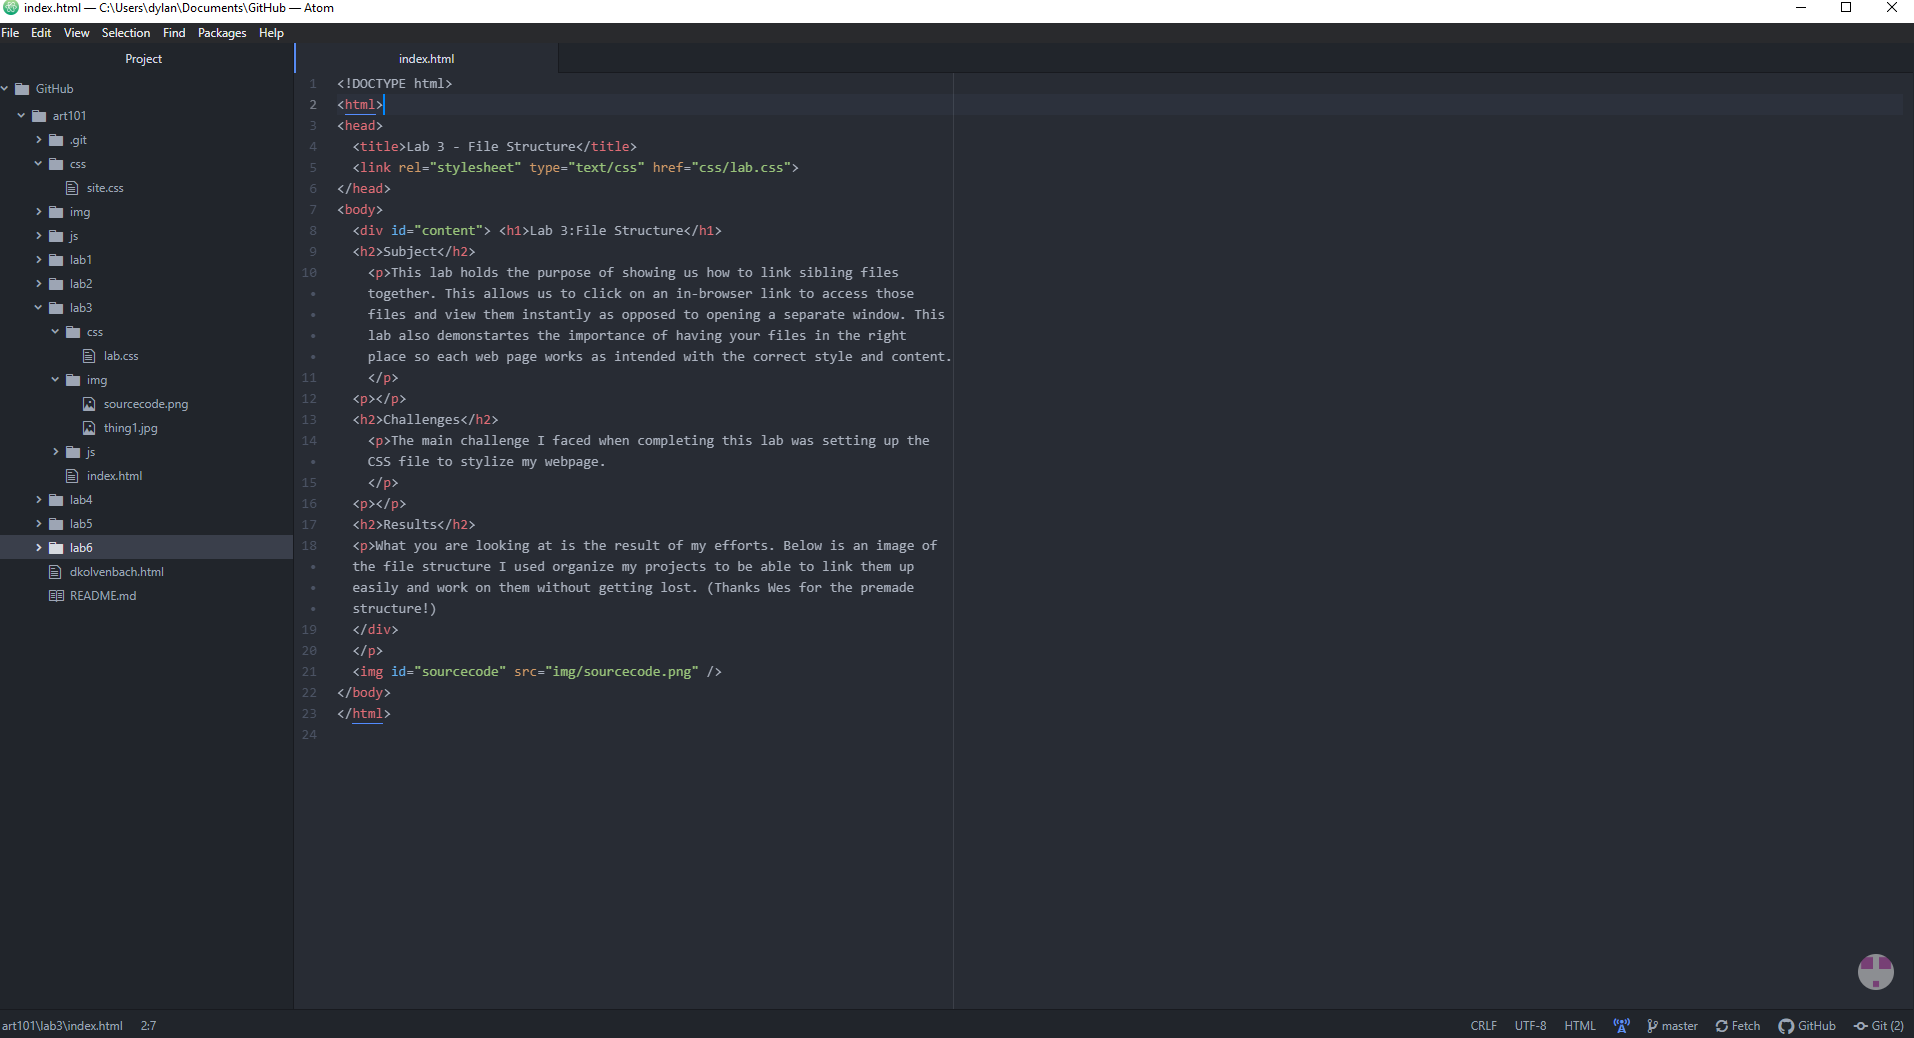 index.html — C:\Users\dylan\Documents\GitHub — Atom
File Edit View Selection Find Packages Help
Project
GitHub
art101
.git
css
site.css
img
js
lab1
lab2
lab3
css
lab.css
img
sourcecode.png
thing1.jpg
js
index.html
lab4
lab5
lab6
dkolvenbach.html
README.md
index.html
1 <!DOCTYPE html>
2 <html>
3 <head>
4 <title>Lab 3 - File Structure</title>
5 <link rel="stylesheet" type="text/css" href="css/lab.css">
6 </head>
7 <body>
8 <div id="content"> <h1>Lab 3:File Structure</h1>
9 <h2>Subject</h2>
10 <p>This lab holds the purpose of showing us how to link sibling files
• together. This allows us to click on an in-browser link to access those
• files and view them instantly as opposed to opening a separate window. This
• lab also demonstartes the importance of having your files in the right
• place so each web page works as intended with the correct style and content.
11 </p>
12 <p></p>
13 <h2>Challenges</h2>
14 <p>The main challenge I faced when completing this lab was setting up the
• CSS file to stylize my webpage.
15 </p>
16 <p></p>
17 <h2>Results</h2>
18 <p>What you are looking at is the result of my efforts. Below is an image of
• the file structure I used organize my projects to be able to link them up
• easily and work on them without getting lost. (Thanks Wes for the premade
• structure!)
19 </div>
20 </p>
21 <img id="sourcecode" src="img/sourcecode.png" />
22 </body>
23 </html>
24
art101\lab3\index.html 2:7
CRLF UTF-8 HTML master Fetch GitHub Git (2)